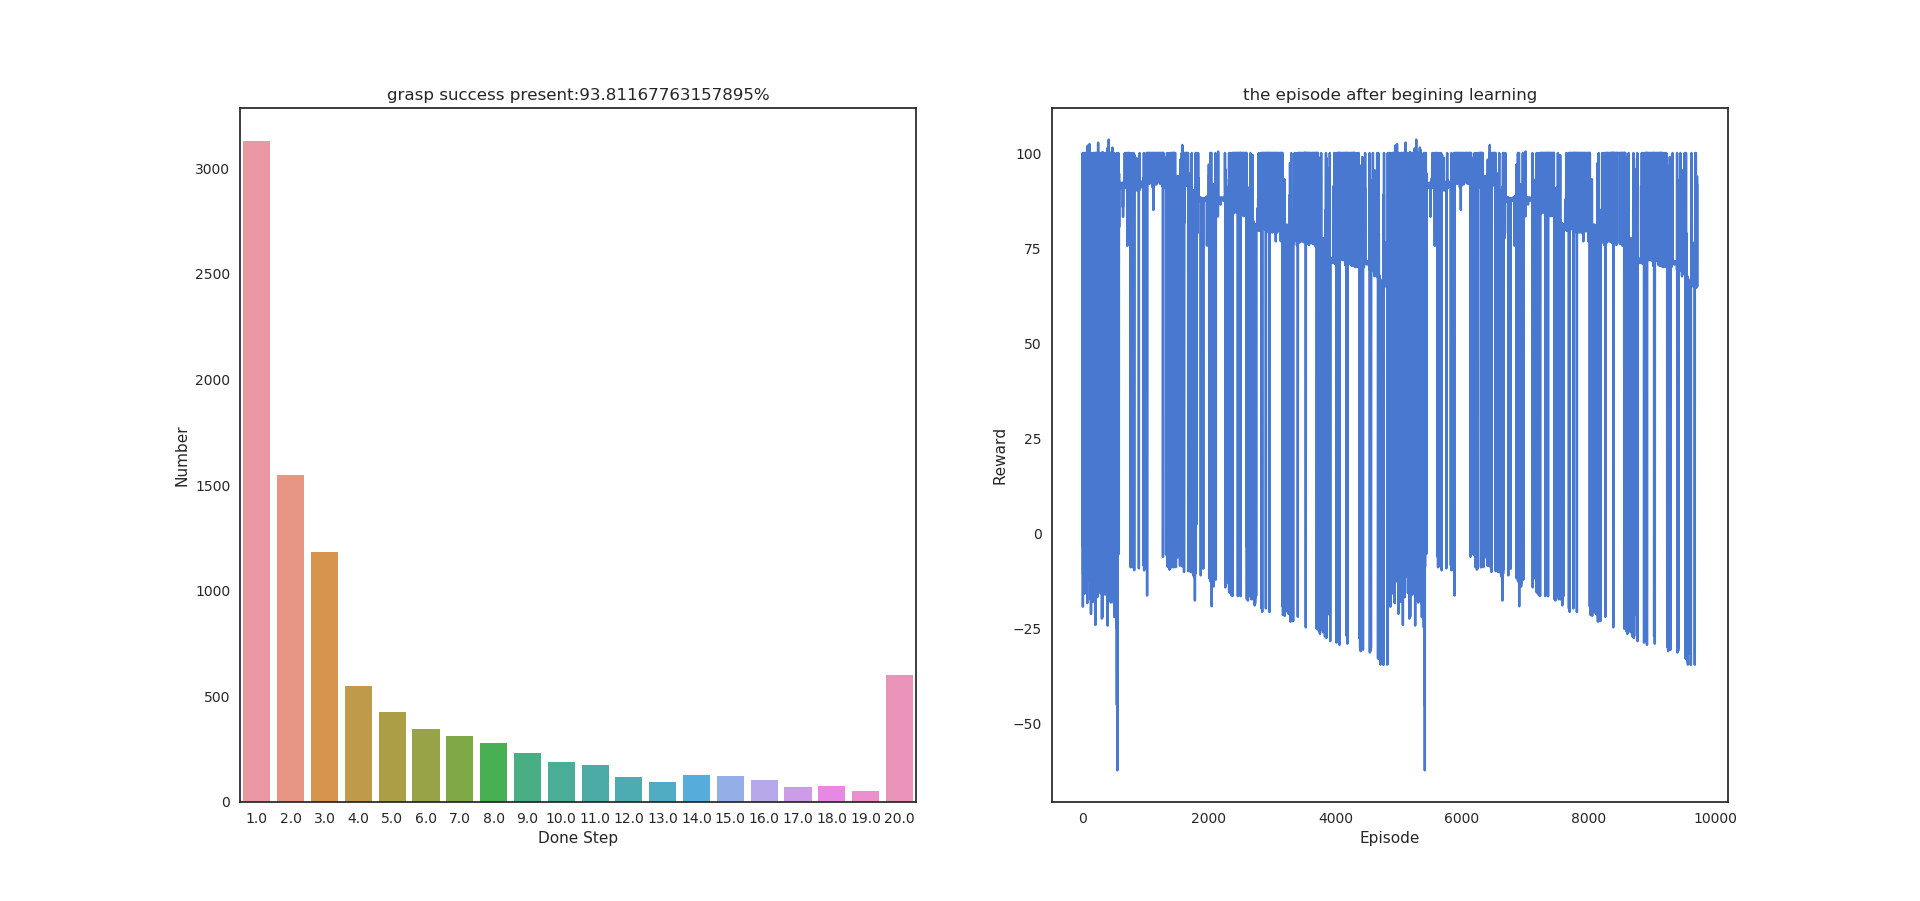 grasp success present:93.81167763157895%
3000
2500
2000
1500
1000
500
0
Number
1.0 2.0 3.0 4.0 5.0 6.0 7.0 8.0 9.0 10.0 11.0 12.0 13.0 14.0 15.0 16.0 17.0 18.0 19.0 20.0
Done Step
the episode after begining learning
100
75
50
25
0
−25
−50
Reward
0 2000 4000 6000 8000 10000
Episode